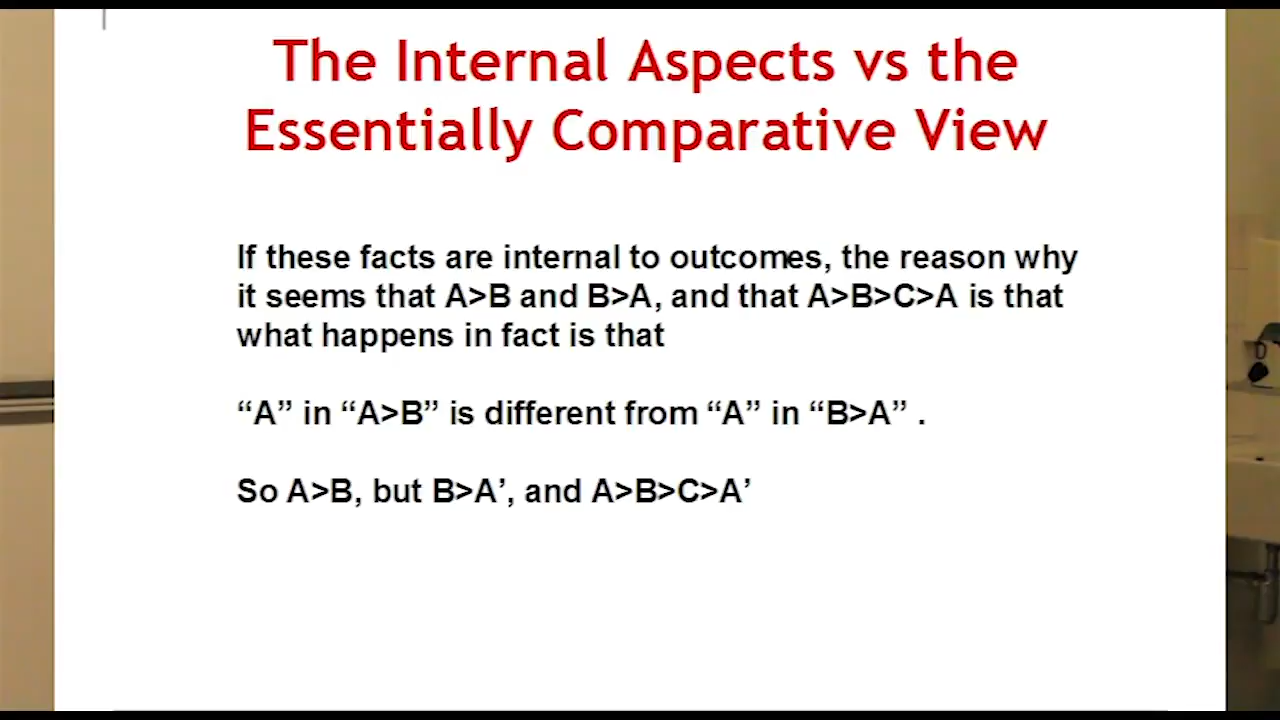 The Internal Aspects vs the
Essentially Comparative View
If these facts are internal to outcomes, the reason why
it seems that A>B and B>A, and that A>B>C>A is that
what happens in fact is that
“A” in “A>B” is different from “A” in “B>A” .
So A>B, but B>A’, and A>B>C>A’